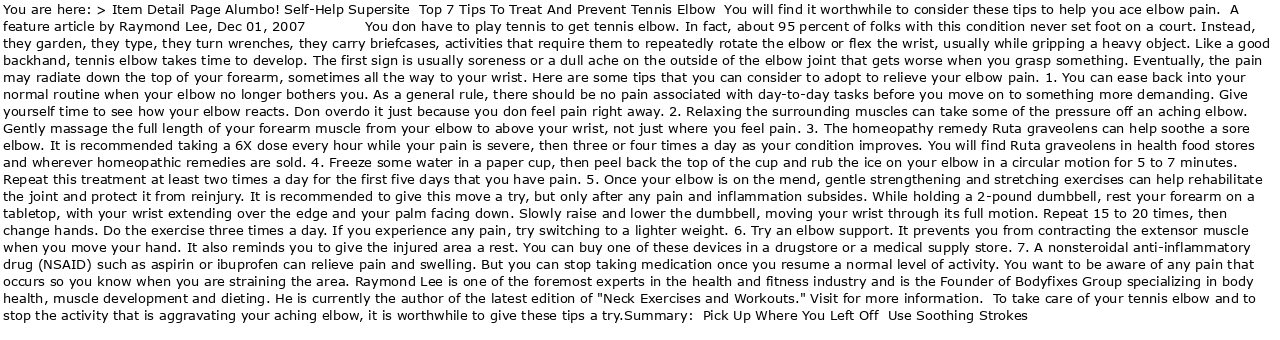 You are here: > Item Detail Page Alumbo! Self-Help Supersite  Top 7 Tips To Treat And Prevent Tennis Elbow  You will find it worthwhile to consider these tips to help you ace elbow pain.  A
feature article by Raymond Lee, Dec 01, 2007             You don have to play tennis to get tennis elbow. In fact, about 95 percent of folks with this condition never set foot on a court. Instead,
they garden, they type, they turn wrenches, they carry briefcases, activities that require them to repeatedly rotate the elbow or flex the wrist, usually while gripping a heavy object. Like a good
backhand, tennis elbow takes time to develop. The first sign is usually soreness or a dull ache on the outside of the elbow joint that gets worse when you grasp something. Eventually, the pain
may radiate down the top of your forearm, sometimes all the way to your wrist. Here are some tips that you can consider to adopt to relieve your elbow pain. 1. You can ease back into your
normal routine when your elbow no longer bothers you. As a general rule, there should be no pain associated with day-to-day tasks before you move on to something more demanding. Give
yourself time to see how your elbow reacts. Don overdo it just because you don feel pain right away. 2. Relaxing the surrounding muscles can take some of the pressure off an aching elbow.
Gently massage the full length of your forearm muscle from your elbow to above your wrist, not just where you feel pain. 3. The homeopathy remedy Ruta graveolens can help soothe a sore
elbow. It is recommended taking a 6X dose every hour while your pain is severe, then three or four times a day as your condition improves. You will find Ruta graveolens in health food stores
and wherever homeopathic remedies are sold. 4. Freeze some water in a paper cup, then peel back the top of the cup and rub the ice on your elbow in a circular motion for 5 to 7 minutes.
Repeat this treatment at least two times a day for the first five days that you have pain. 5. Once your elbow is on the mend, gentle strengthening and stretching exercises can help rehabilitate
the joint and protect it from reinjury. It is recommended to give this move a try, but only after any pain and inflammation subsides. While holding a 2-pound dumbbell, rest your forearm on a
tabletop, with your wrist extending over the edge and your palm facing down. Slowly raise and lower the dumbbell, moving your wrist through its full motion. Repeat 15 to 20 times, then
change hands. Do the exercise three times a day. If you experience any pain, try switching to a lighter weight. 6. Try an elbow support. It prevents you from contracting the extensor muscle
when you move your hand. It also reminds you to give the injured area a rest. You can buy one of these devices in a drugstore or a medical supply store. 7. A nonsteroidal anti-inflammatory
drug (NSAID) such as aspirin or ibuprofen can relieve pain and swelling. But you can stop taking medication once you resume a normal level of activity. You want to be aware of any pain that
occurs so you know when you are straining the area. Raymond Lee is one of the foremost experts in the health and fitness industry and is the Founder of Bodyfixes Group specializing in body
health, muscle development and dieting. He is currently the author of the latest edition of "Neck Exercises and Workouts." Visit for more information.  To take care of your tennis elbow and to
stop the activity that is aggravating your aching elbow, it is worthwhile to give these tips a try.Summary:  Pick Up Where You Left Off  Use Soothing Strokes